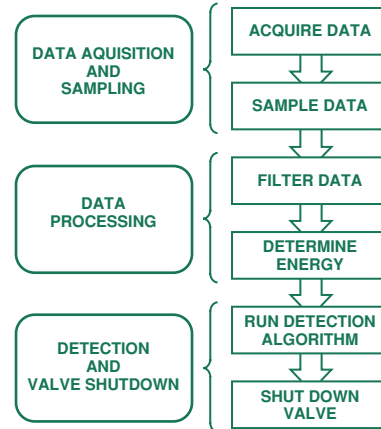 DATA AQUISITION
AND
SAMPLING
ACQUIRE DATA
SAMPLE DATA
DATA
PROCESSING
FILTER DATA
DETERMINE
ENERGY
DETECTION
AND
VALVE SHUTDOWN
RUN DETECTION
ALGORITHM
SHUT DOWN
VALVE